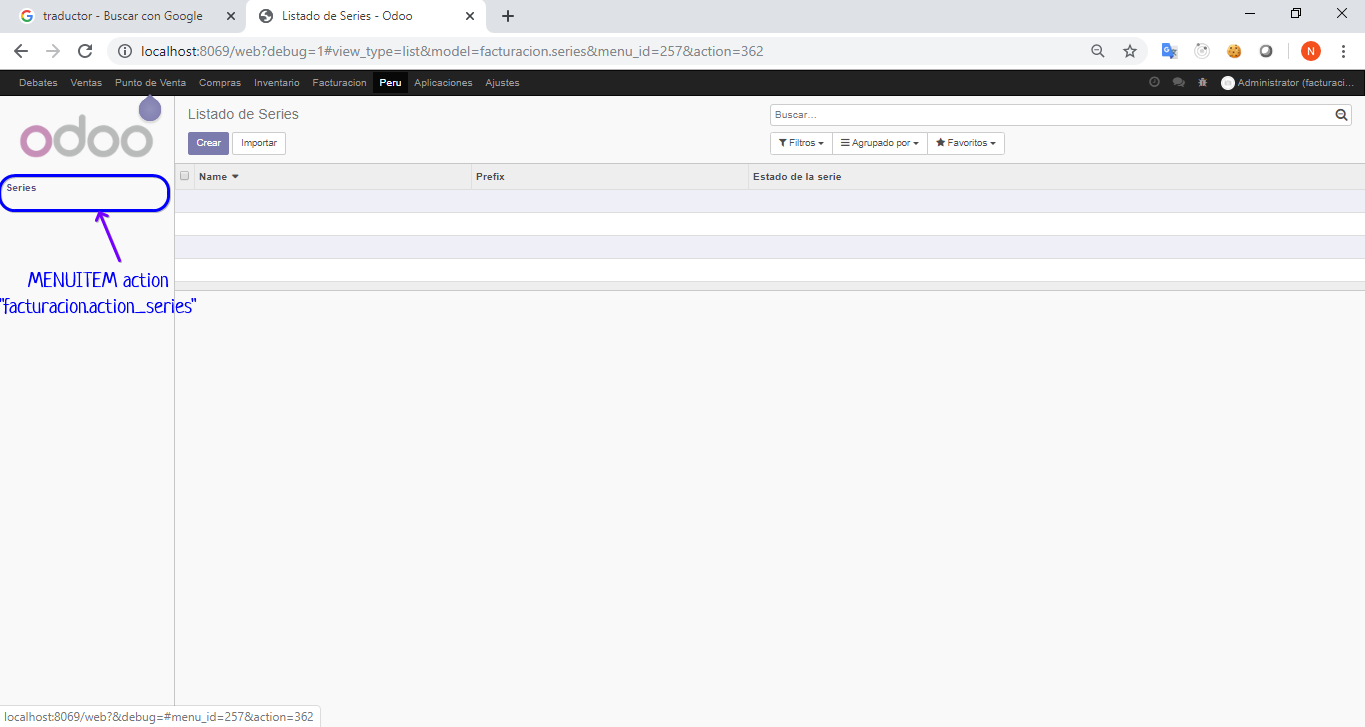 traductor - Buscar con Google
Listado de Series - Odoo
localhost:8069/web?debug=1#view_type=list&model=facturacion.series&menu_id=257&action=362
N
Debates Ventas Punto de Venta Compras Inventario Facturacion Peru Aplicaciones Ajustes Administrator (facturaci...
odoo
Listado de Series
Buscar...
Crear Importar
Filtros Agrupado por Favoritos
Series
Name Prefix Estado de la serie
MENUITEM action
"facturacion.action_series"
localhost:8069/web?&debug=#menu_id=257&action=362